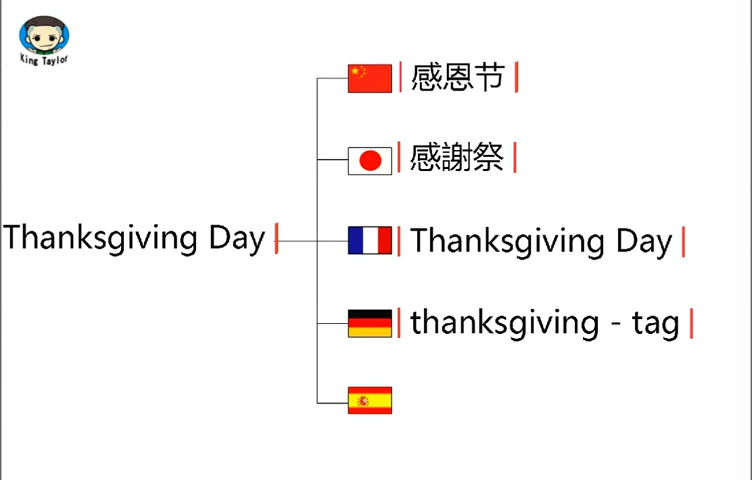 King Taylor
感恩节
感謝祭
Thanksgiving Day
Thanksgiving Day
thanksgiving - tag